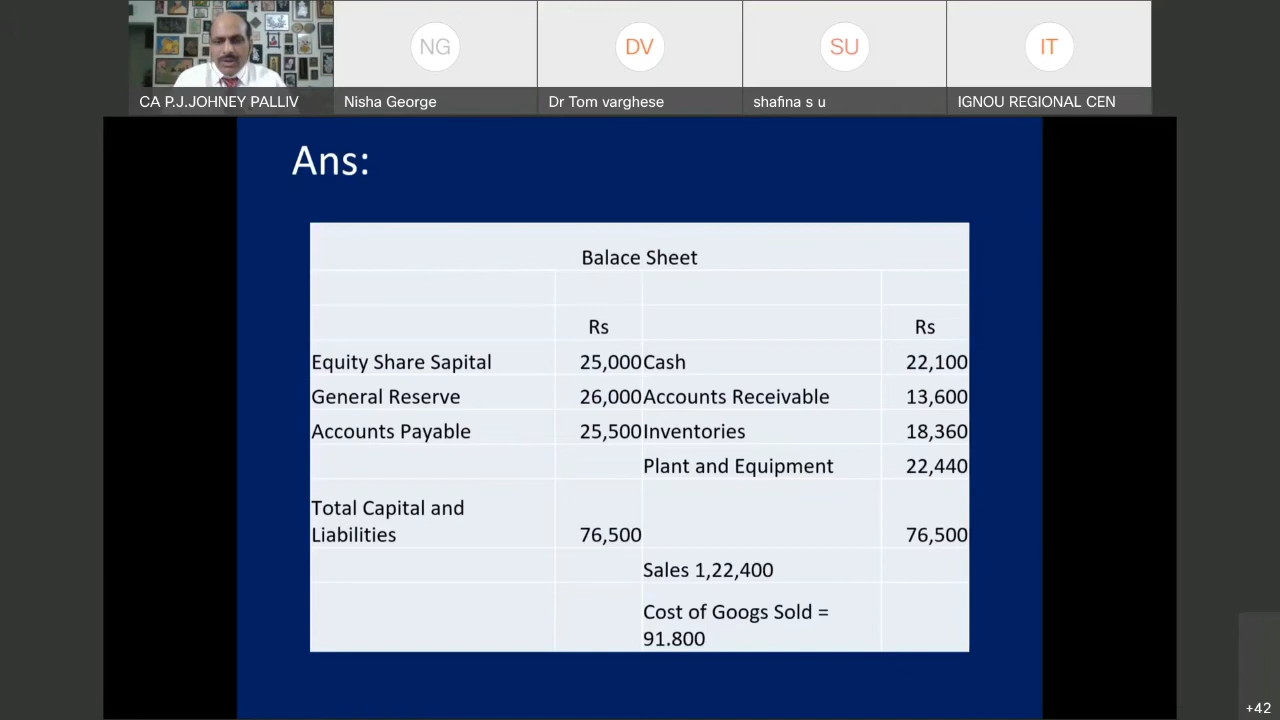 NG
DV
SU
IT
CA P.J.JOHNEY PALLIV
Nisha George
Dr Tom varghese
shafina s u
IGNOU REGIONAL CEN
Ans:
Balace Sheet
Rs Rs
Equity Share Sapital 25,000 Cash 22,100
General Reserve 26,000 Accounts Receivable 13,600
Accounts Payable 25,500 Inventories 18,360
Plant and Equipment 22,440
Total Capital and
Liabilities 76,500 76,500
Sales 1,22,400
Cost of Googs Sold =
91.800
+42